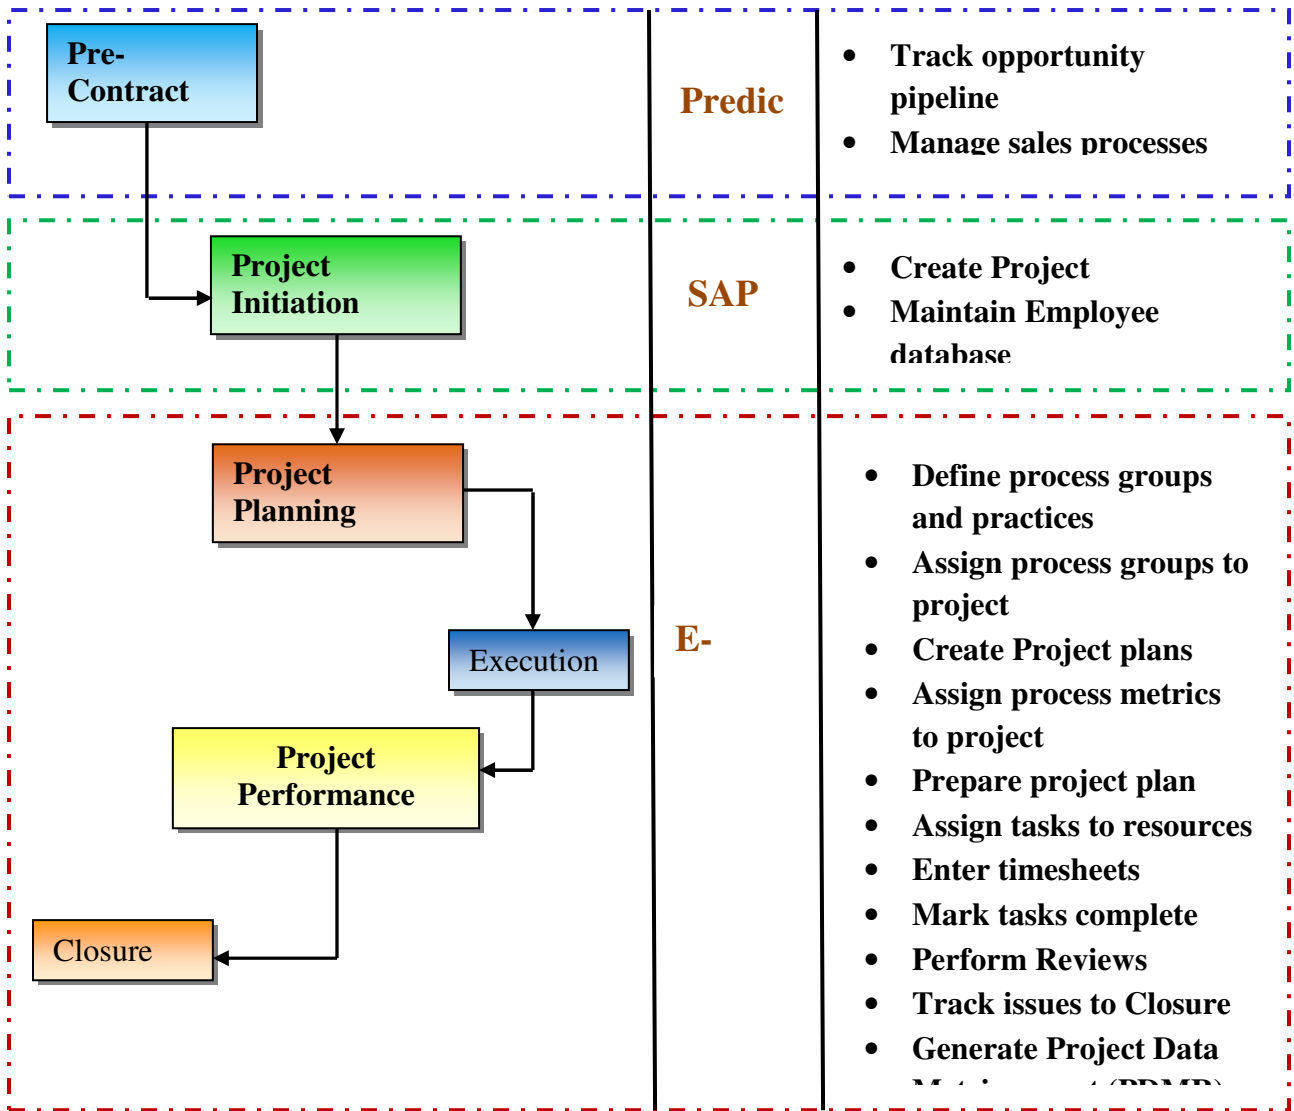 Pre-
Contract
Predic
• Track opportunity
pipeline
• Manage sales processes
Project
Initiation
SAP
• Create Project
• Maintain Employee
database
Project
Planning
Execution
Project
Performance
Closure
E-
• Define process groups
and practices
• Assign process groups to
project
• Create Project plans
• Assign process metrics
to project
• Prepare project plan
• Assign tasks to resources
• Enter timesheets
• Mark tasks complete
• Perform Reviews
• Track issues to Closure
• Generate Project Data
(PDMR)